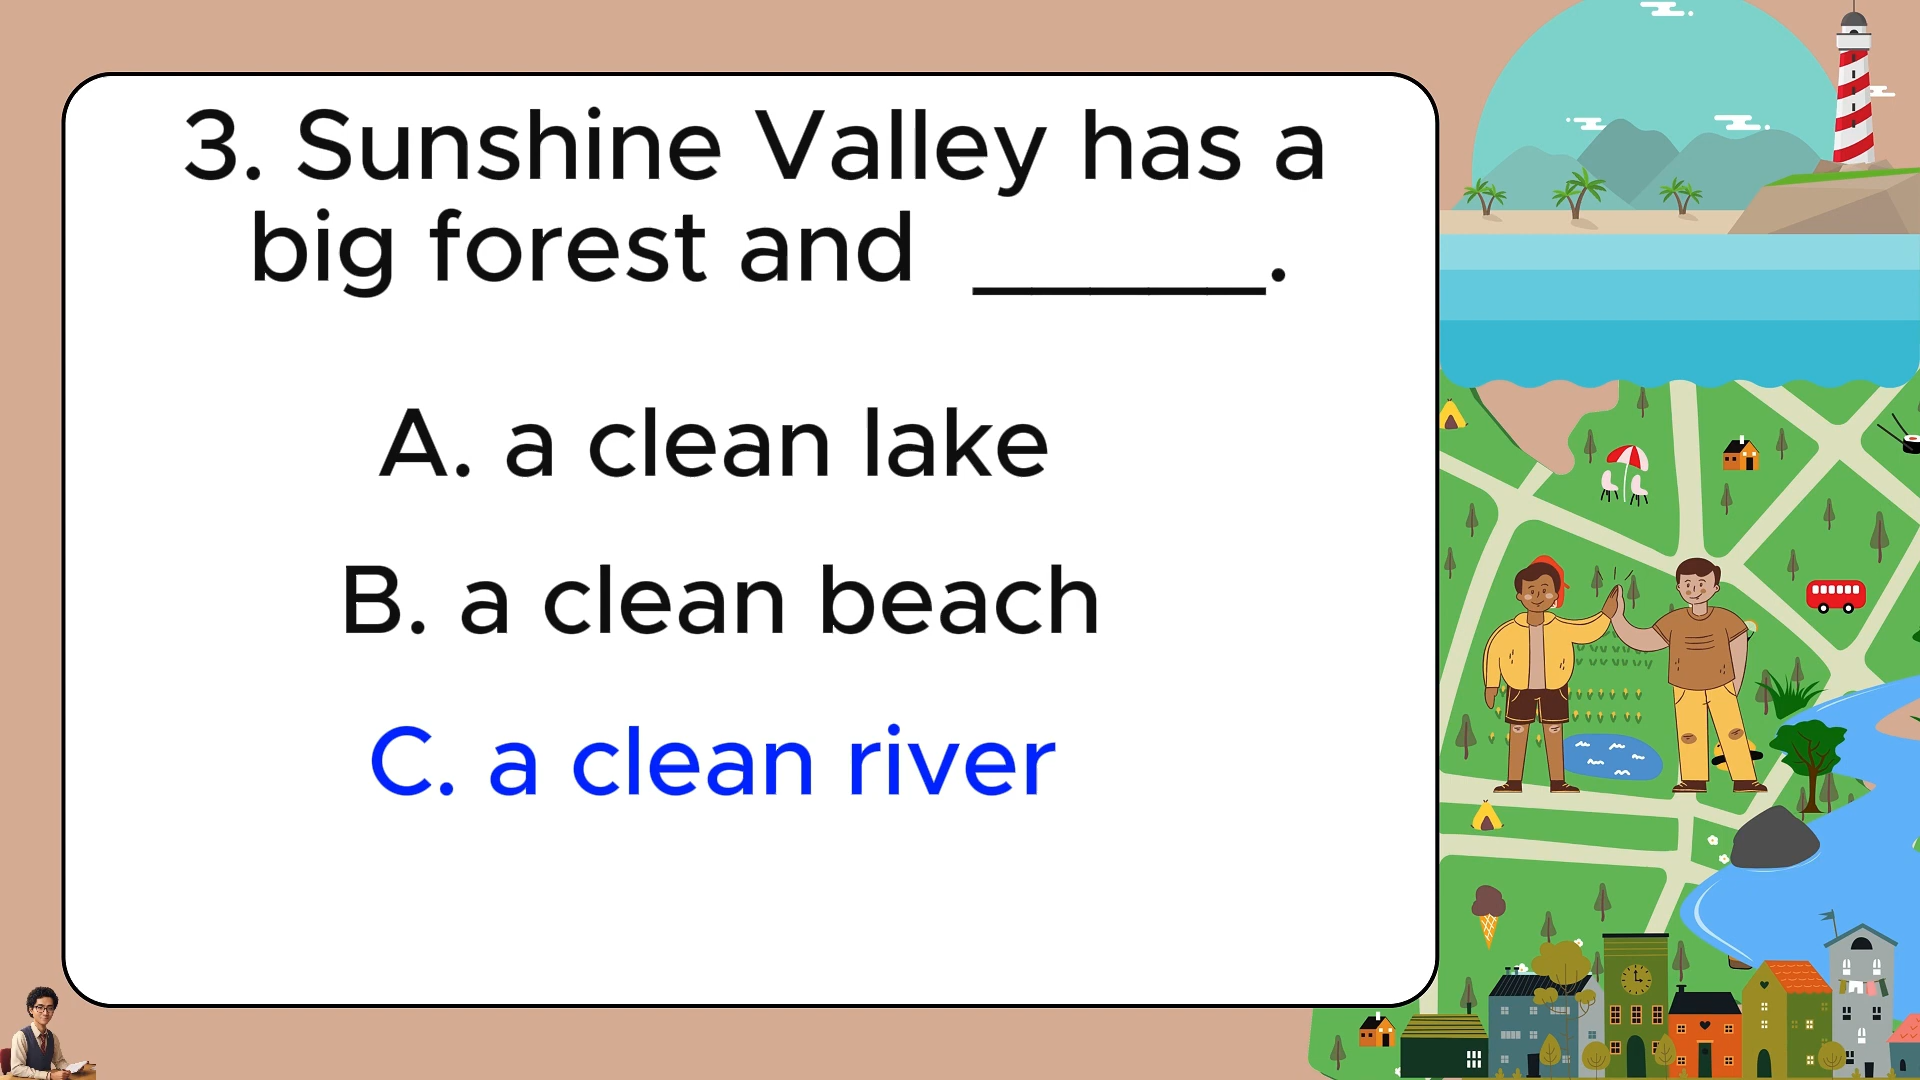 3. Sunshine Valley has a
big forest and ______.
A. a clean lake
B. a clean beach
C. a clean river